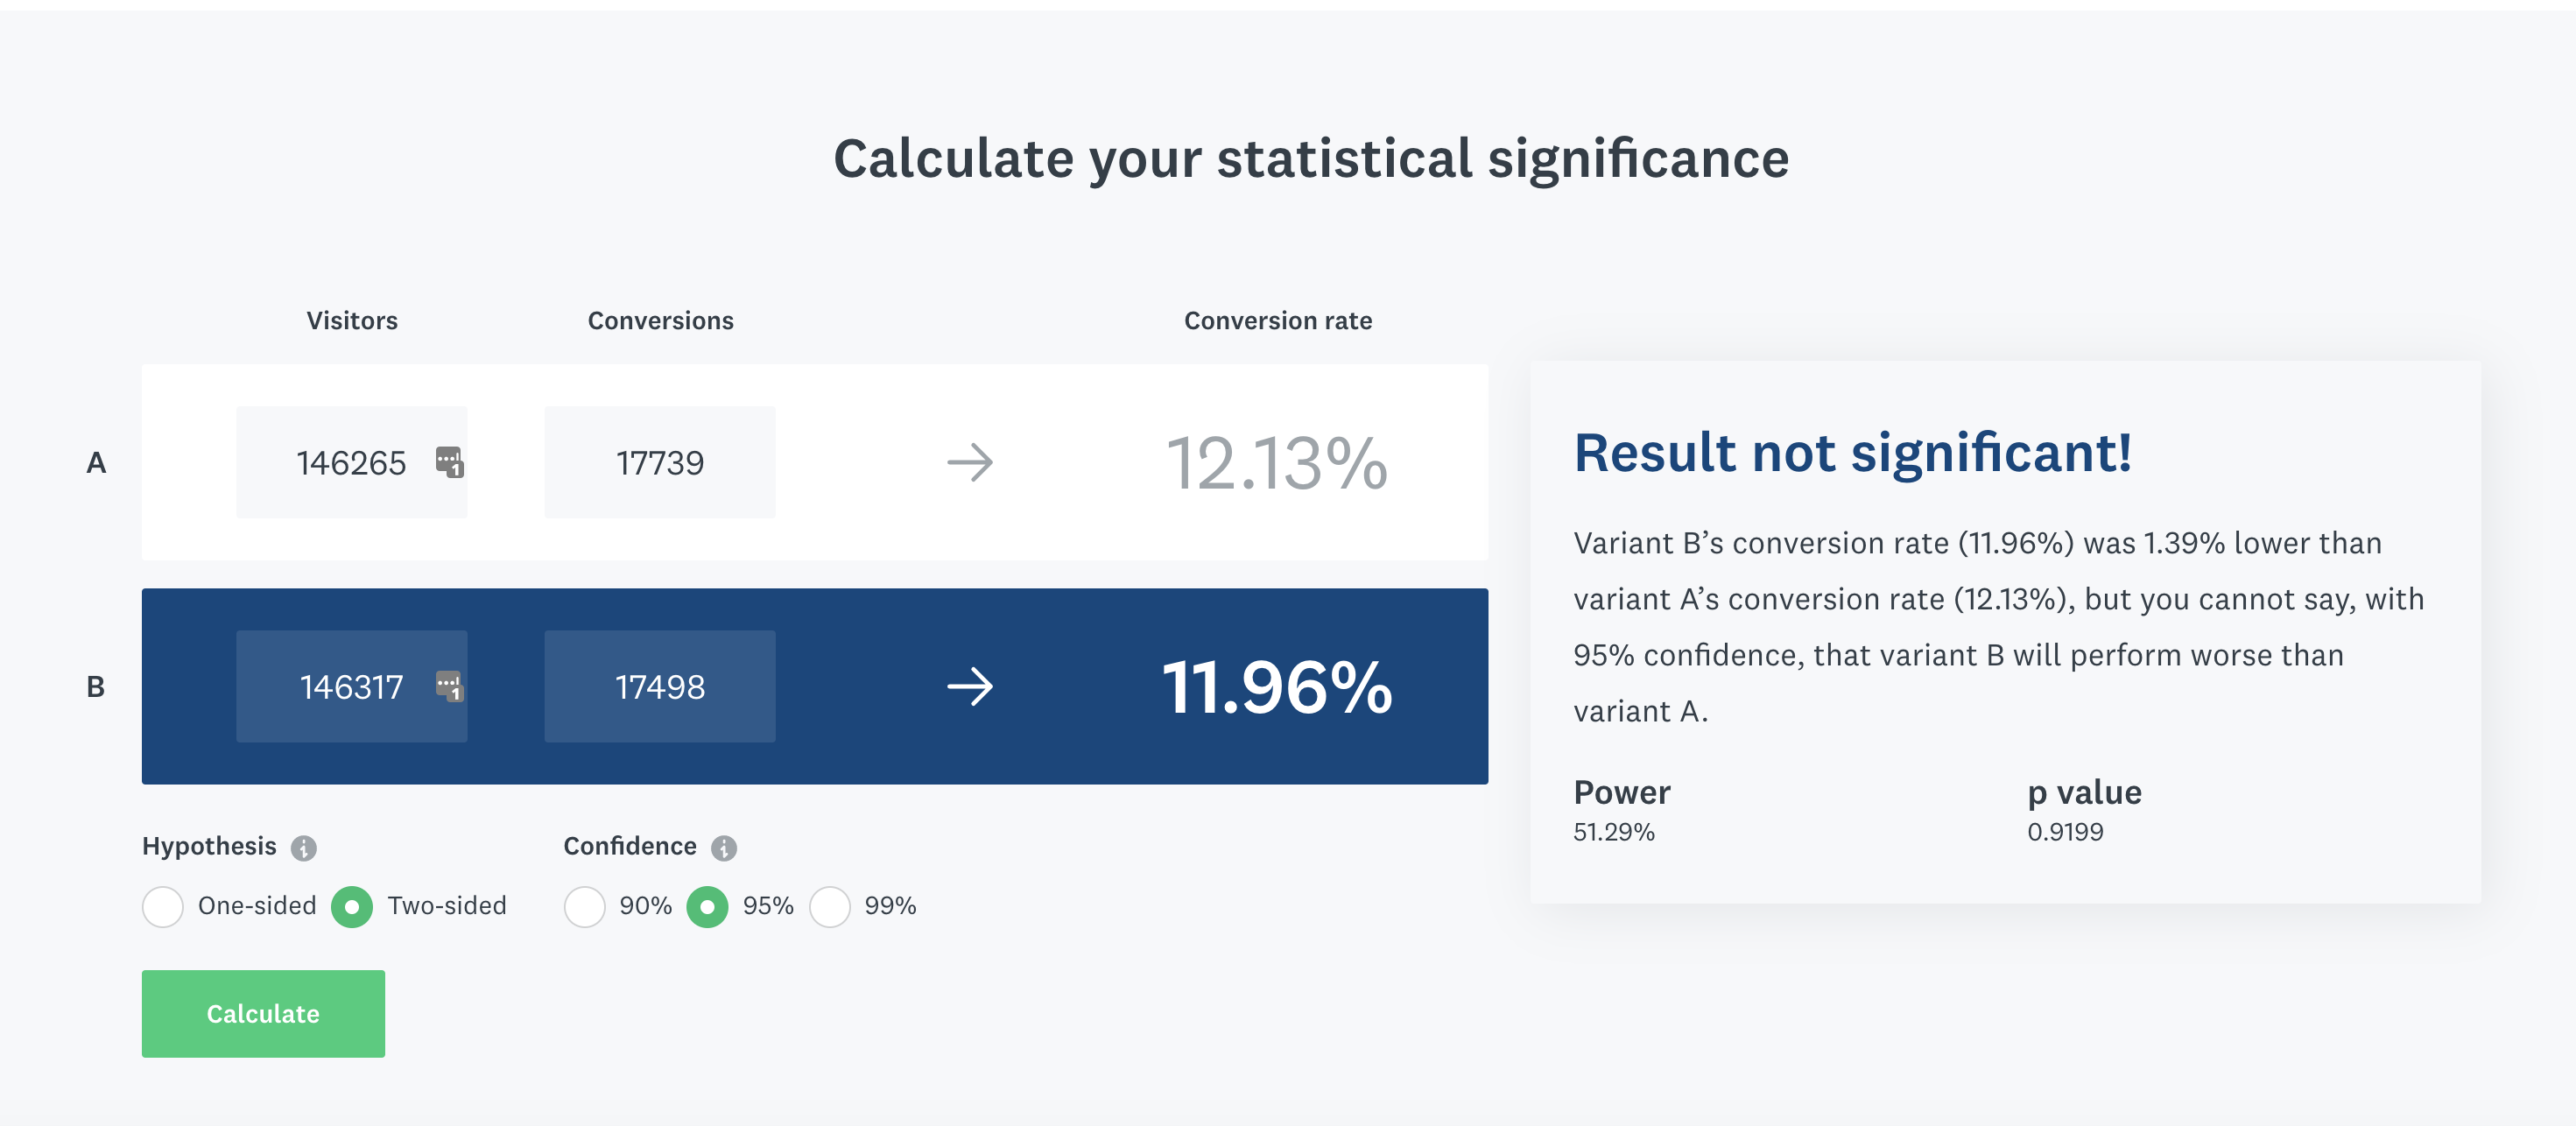 Calculate your statistical significance
Visitors Conversions Conversion rate
A 146265 17739 12.13%
B 146317 17498 11.96%
Hypothesis Confidence
One-sided Two-sided 90% 95% 99%
Calculate
Result not significant!
Variant B’s conversion rate (11.96%) was 1.39% lower than
variant A’s conversion rate (12.13%), but you cannot say, with
95% confidence, that variant B will perform worse than
variant A.
Power p value
51.29% 0.9199